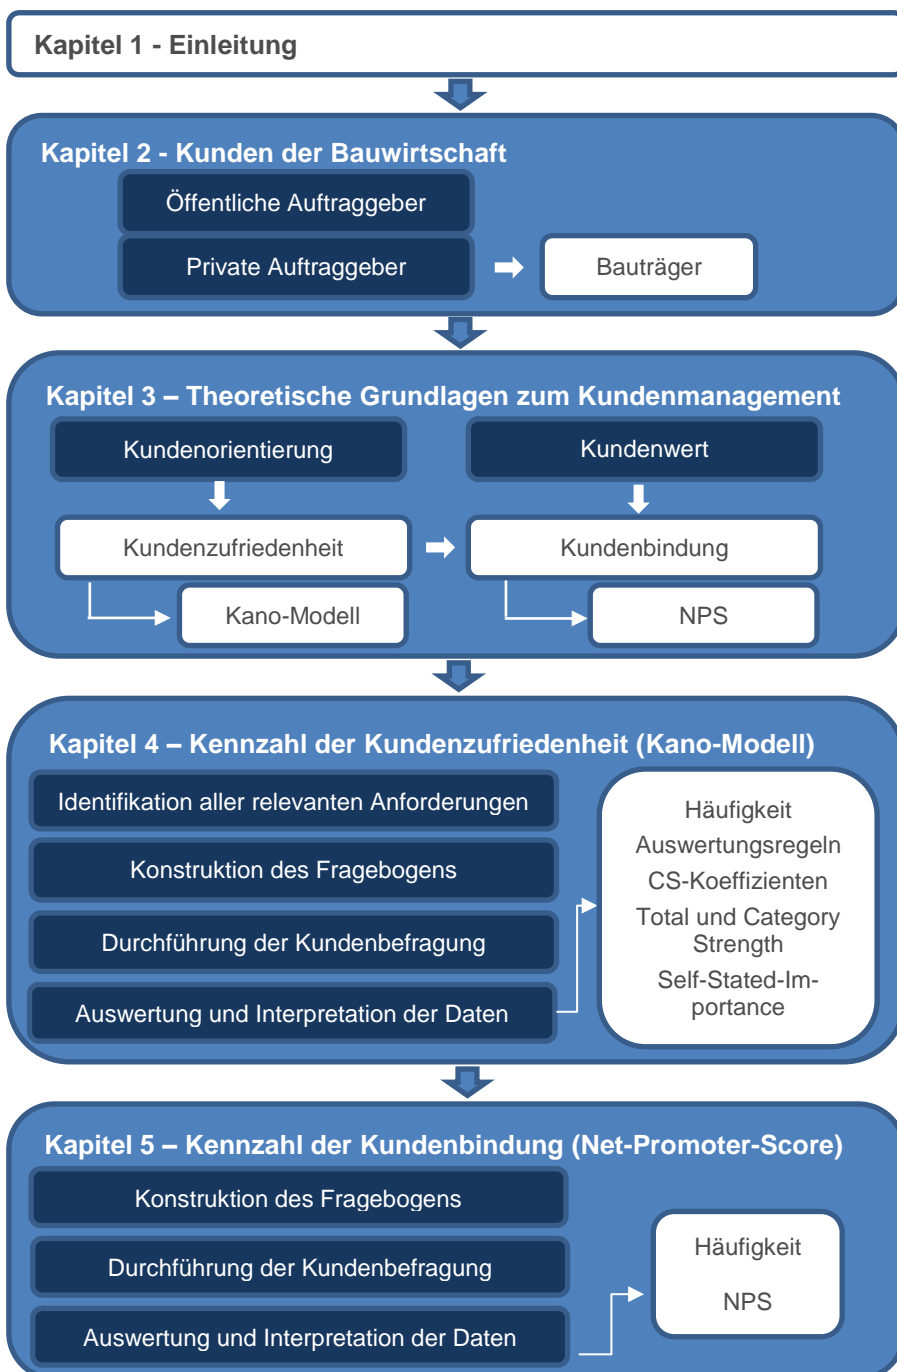 Kapitel 1 - Einleitung
Kapitel 2 - Kunden der Bauwirtschaft
Öffentliche Auftraggeber
Private Auftraggeber
Bauträger
Kapitel 3 – Theoretische Grundlagen zum Kundenmanagement
Kundenorientierung
Kundenwert
Kundenzufriedenheit
Kundenbindung
Kano-Modell
NPS
Kapitel 4 – Kennzahl der Kundenzufriedenheit (Kano-Modell)
Identifikation aller relevanten Anforderungen
Konstruktion des Fragebogens
Durchführung der Kundenbefragung
Auswertung und Interpretation der Daten
Häufigkeit
Auswertungsregeln
CS-Koeffizienten
Total und Category
Strength
Self-Stated-Im-
portance
Kapitel 5 – Kennzahl der Kundenbindung (Net-Promoter-Score)
Konstruktion des Fragebogens
Durchführung der Kundenbefragung
Auswertung und Interpretation der Daten
Häufigkeit
NPS